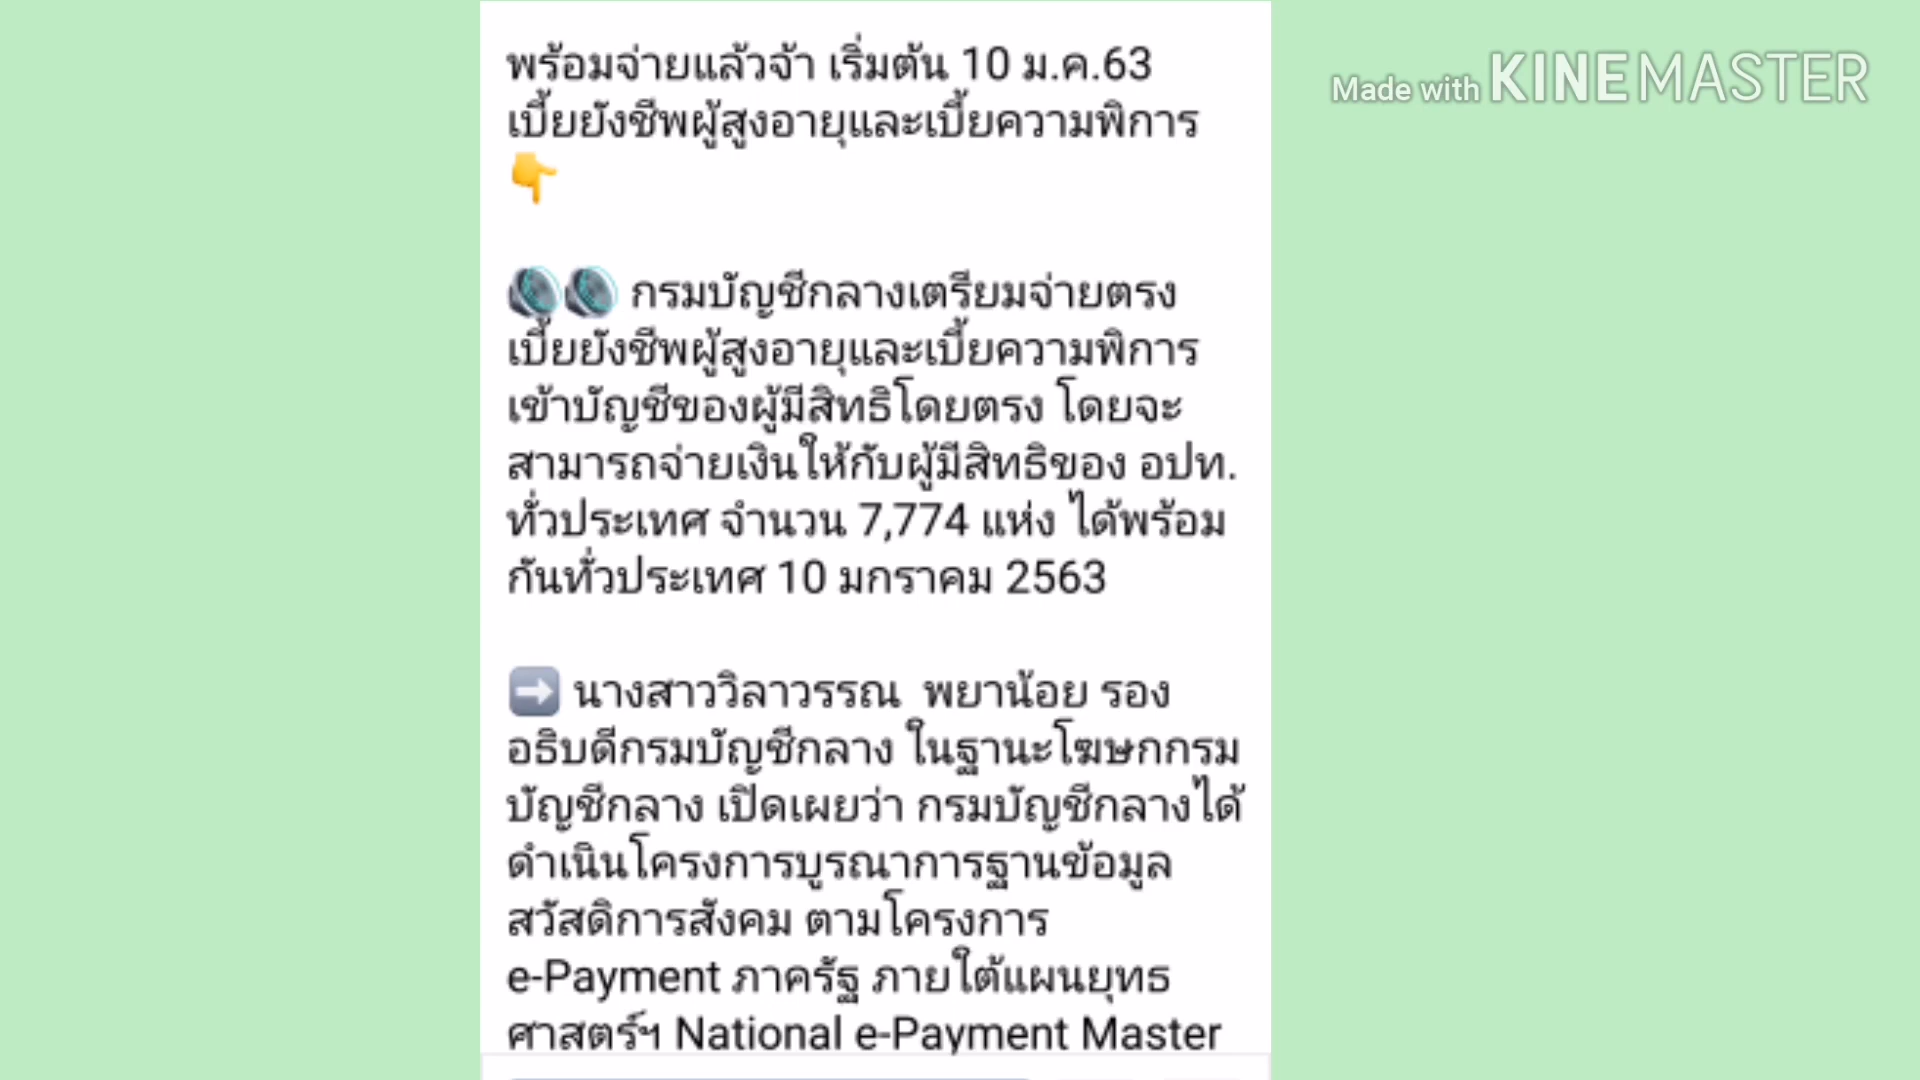 พร้อมจ่ายแล้วจ้า เริ่มต้น 10 ม.ค.63
เบี้ยยังชีพผู้สูงอายุและเบี้ยความพิการ
กรมบัญชีกลางเตรียมจ่ายตรง
เบี้ยยังชีพผู้สูงอายุและเบี้ยความพิการ
เข้าบัญชีของผู้มีสิทธิโดยตรง โดยจะ
สามารถจ่ายเงินให้กับผู้มีสิทธิของ อปท.
ทั่วประเทศ จำนวน 7,774 แห่ง ได้พร้อม
กันทั่วประเทศ 10 มกราคม 2563
นางสาววิลาวรรณ พยาน้อย รอง
อธิบดีกรมบัญชีกลาง ในฐานะโฆษกกรม
บัญชีกลาง เปิดเผยว่า กรมบัญชีกลางได้
ดำเนินโครงการบูรณาการฐานข้อมูล
สวัสดิการสังคม ตามโครงการ
e-Payment ภาครัฐ ภายใต้แผนยุทธ
ศาสตร์ฯ National e-Payment Master
Made with KINEMASTER